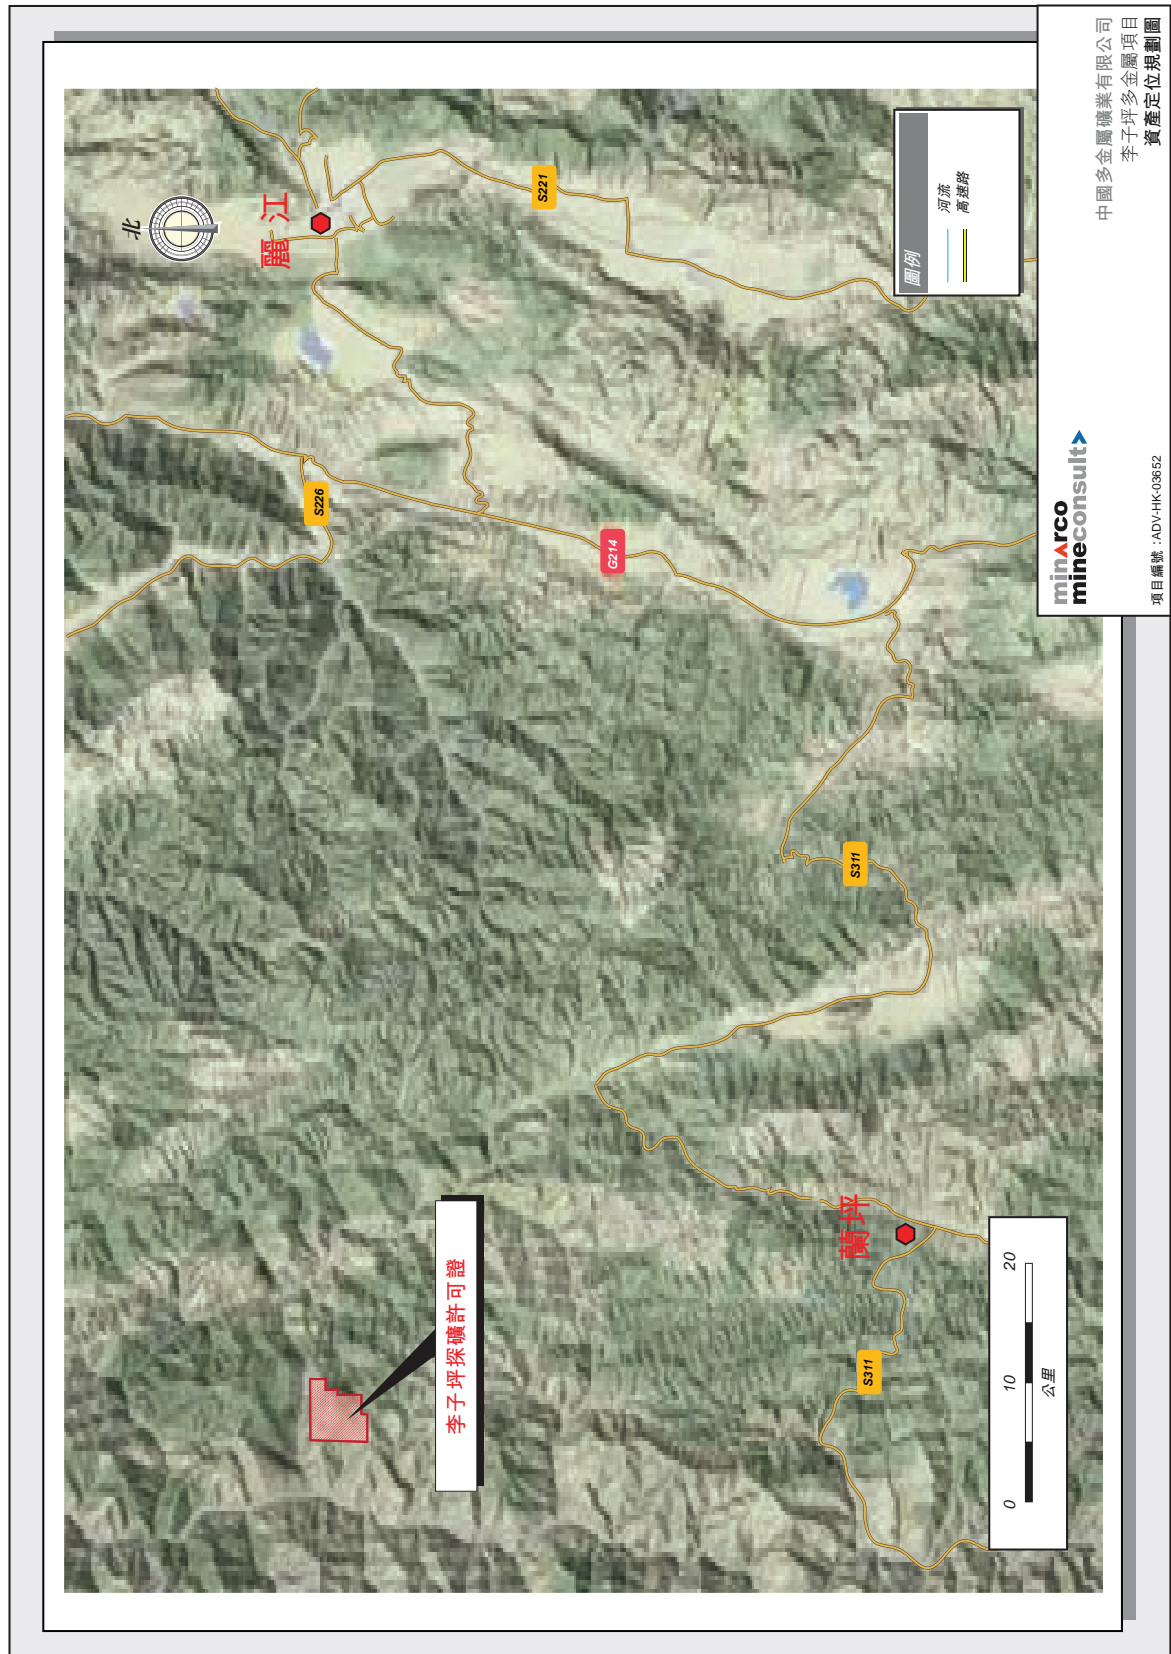 北
麗江
S221
S226
G214
S311
蘭坪
S311
李子坪探礦許可證
圖例
河流
高速路
0 10 20
公里
minarco
mineconsult
項目編號 :ADV-HK-03652
中國多金屬礦業有限公司
李子坪多金屬項目
資產定位規劃圖